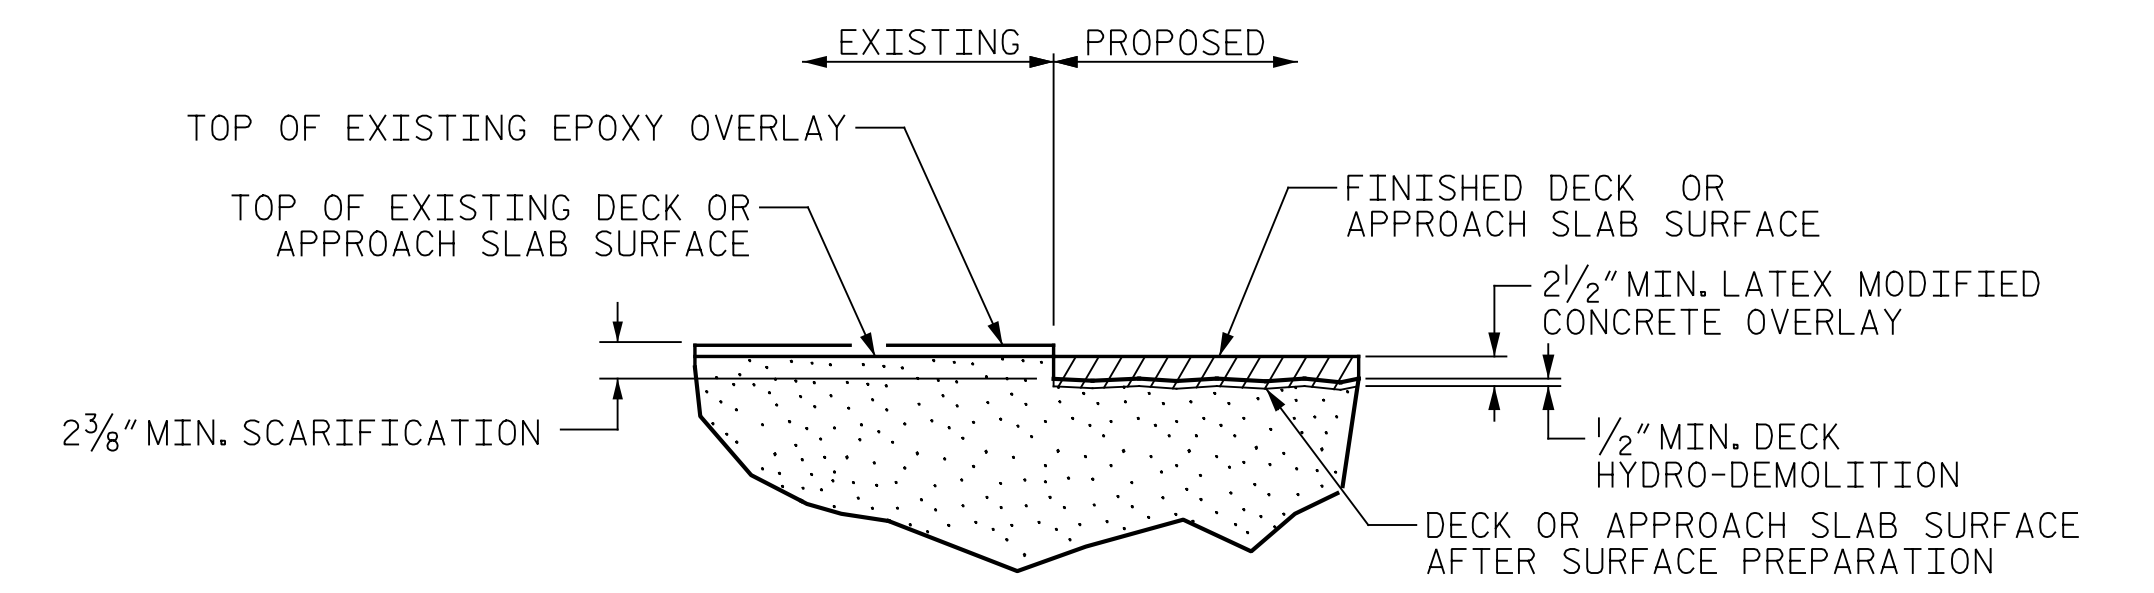 EXISTING
PROPOSED
TOP OF EXISTING EPOXY OVERLAY
TOP OF EXISTING DECK OR
APPROACH SLAB SURFACE
FINISHED DECK OR
APPROACH SLAB SURFACE
2½" MIN. LATEX MODIFIED
CONCRETE OVERLAY
2⅜" MIN. SCARIFICATION
½" MIN. DECK
HYDRO-DEMOLITION
DECK OR APPROACH SLAB SURFACE
AFTER SURFACE PREPARATION